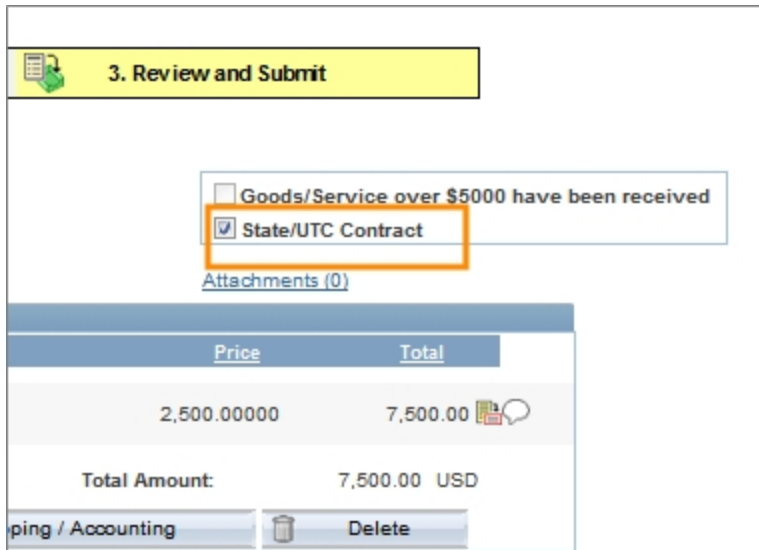 3. Review and Submit
Goods/Service over $5000 have been received
State/UTC Contract
Attachments (0)
Price Total
2,500.00000 7,500.00
Total Amount: 7,500.00 USD
ping / Accounting Delete